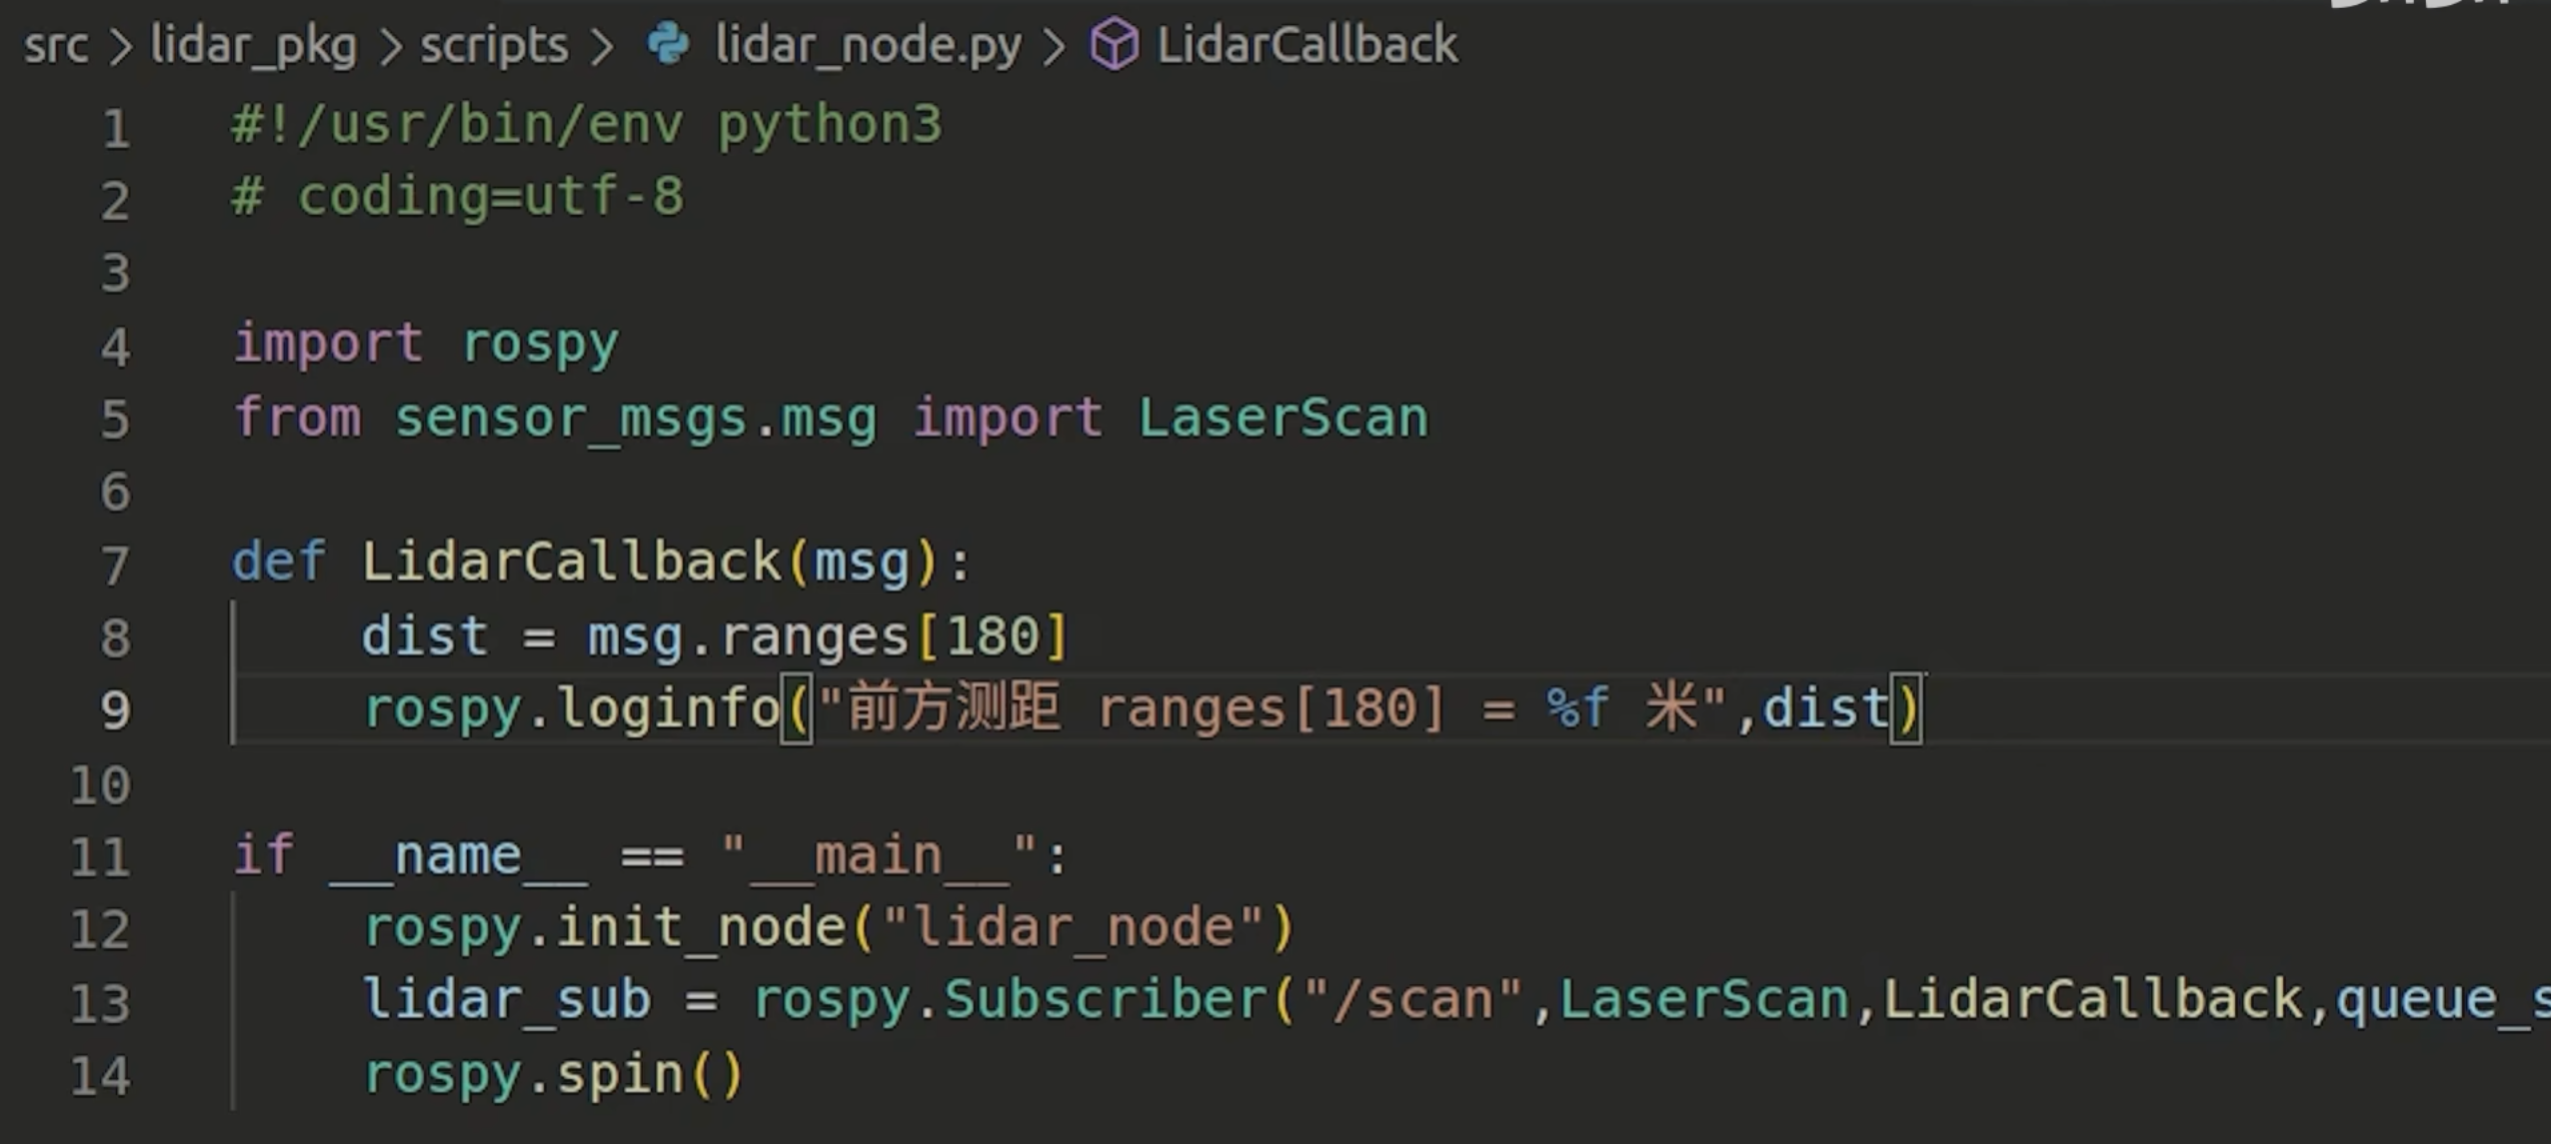 src > lidar_pkg > scripts > lidar_node.py > LidarCallback
1 #!/usr/bin/env python3
2 # coding=utf-8
3
4 import rospy
5 from sensor_msgs.msg import LaserScan
6
7 def LidarCallback(msg):
8     dist = msg.ranges[180]
9     rospy.loginfo("前方测距 ranges[180] = %f 米",dist)
10
11 if __name__ == "__main__":
12     rospy.init_node("lidar_node")
13     lidar_sub = rospy.Subscriber("/scan",LaserScan,LidarCallback,queue_s
14     rospy.spin()